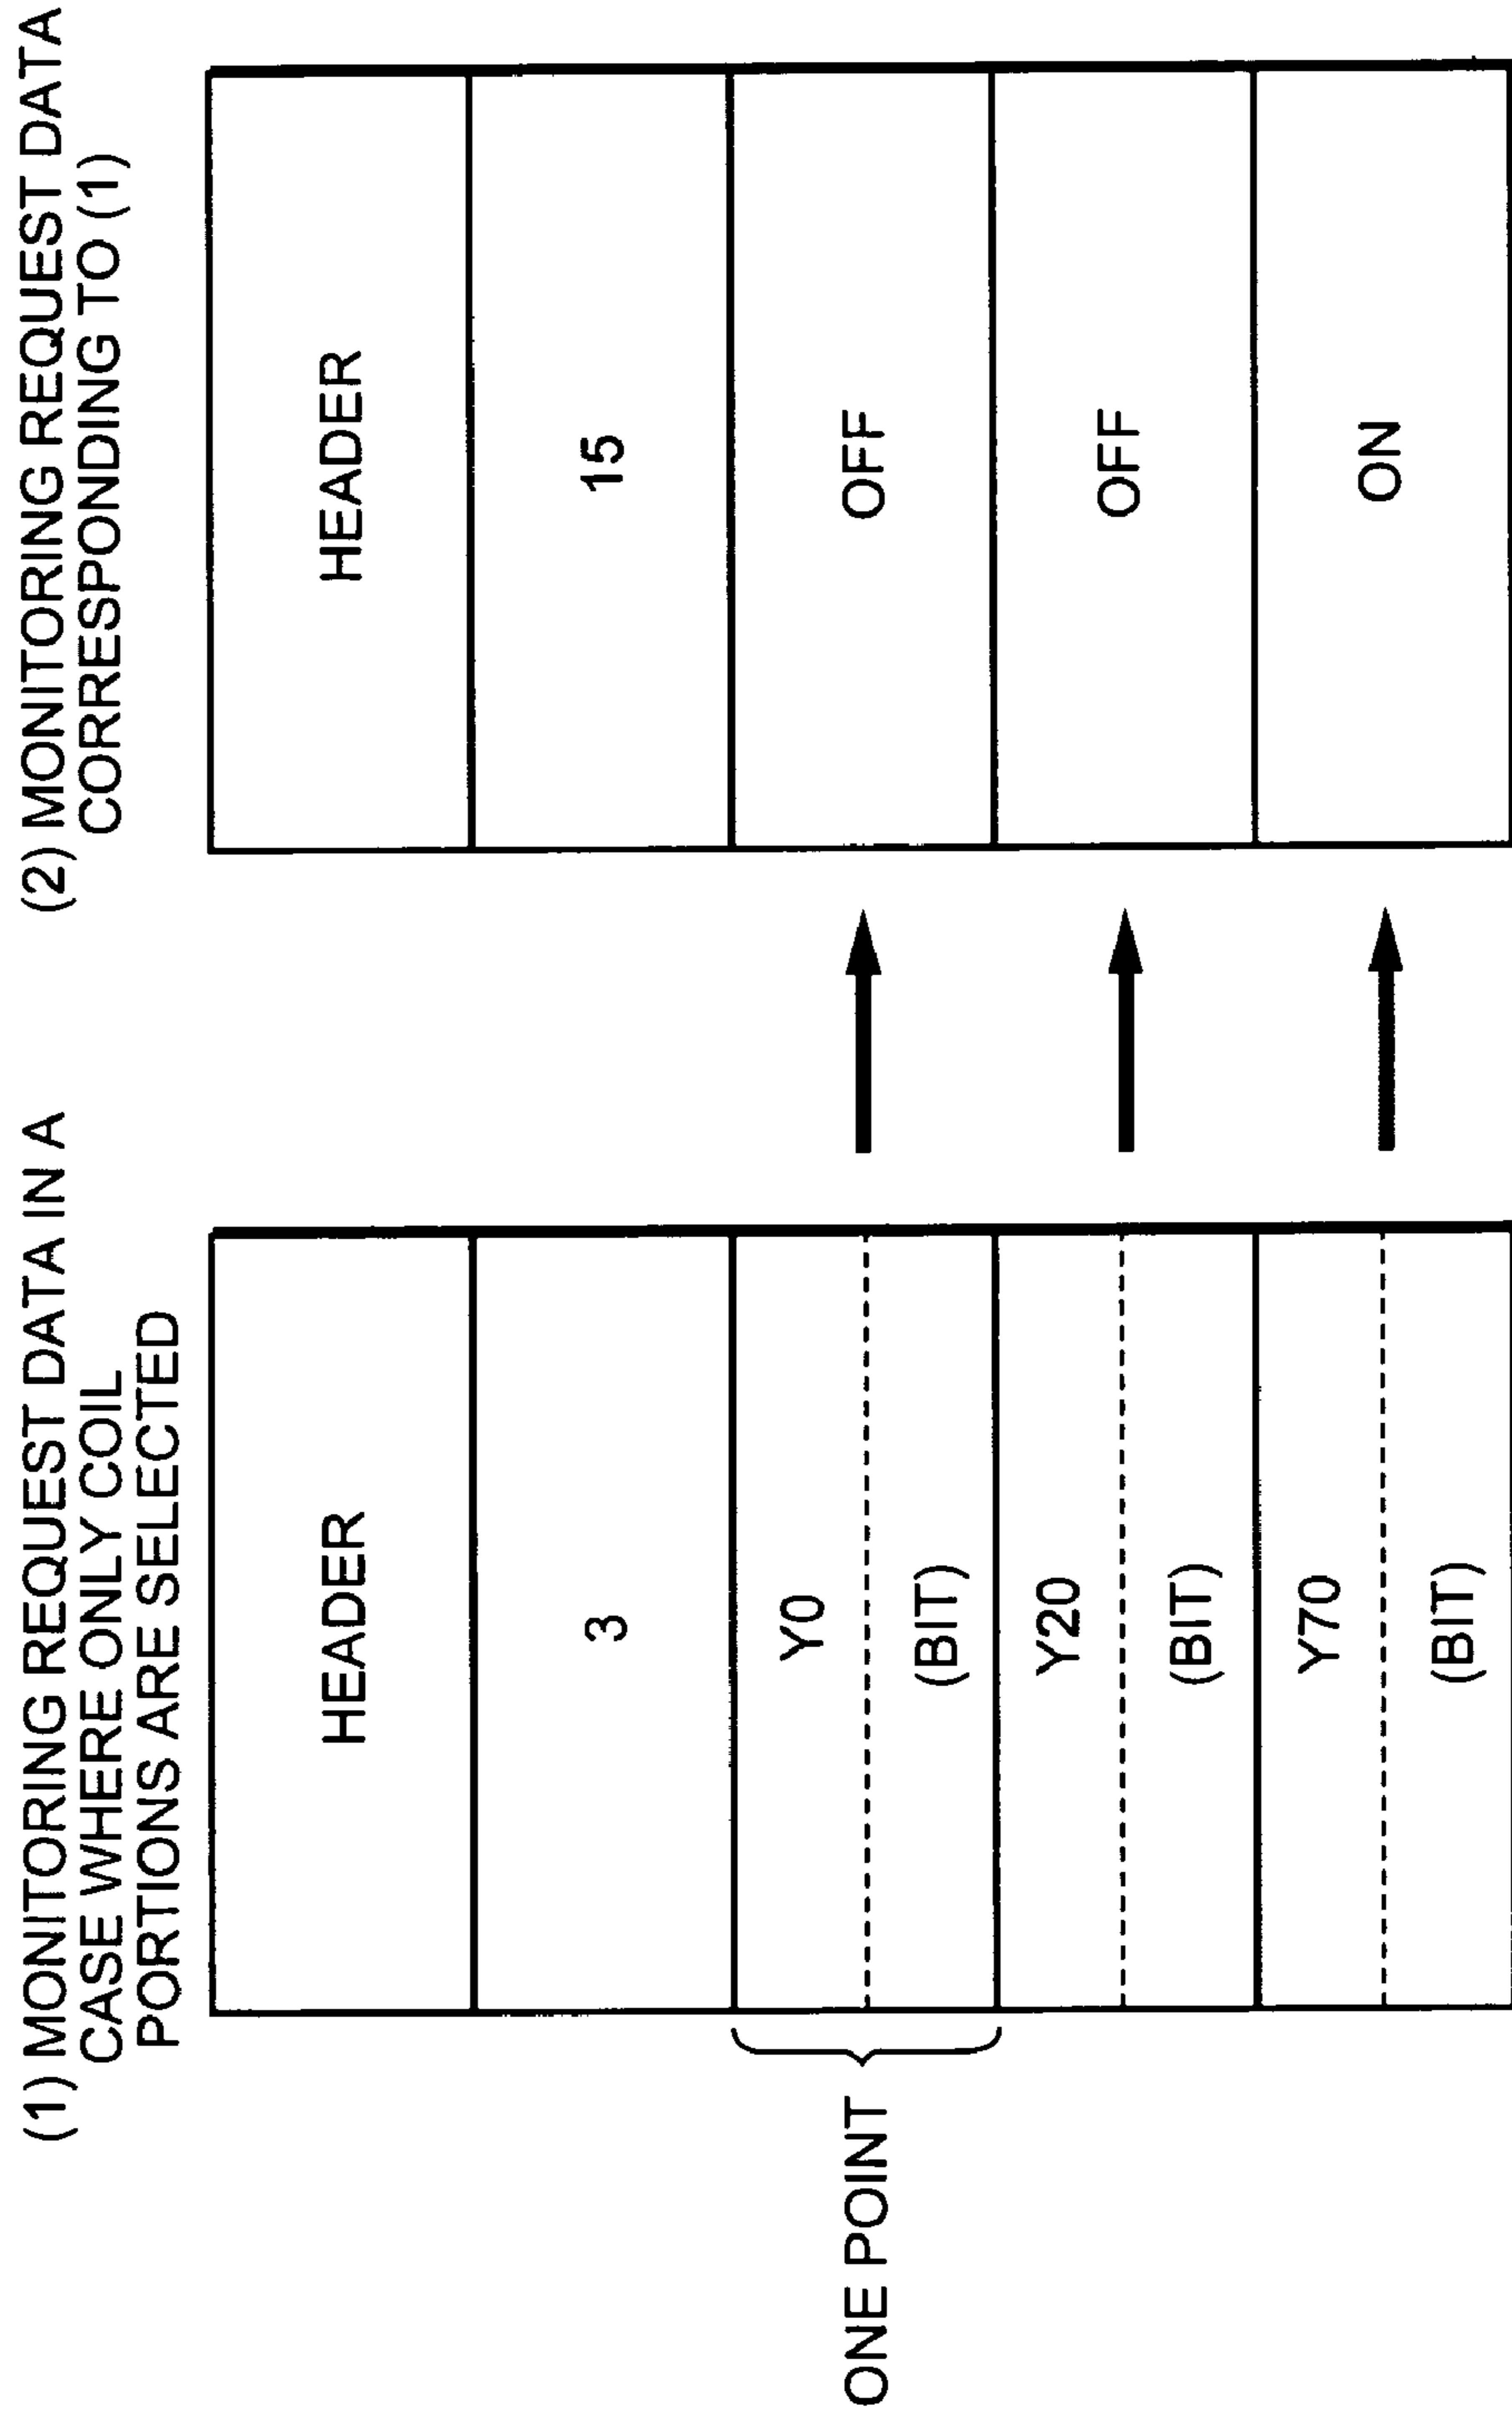 (1) MONITORING REQUEST DATA IN A
CASE WHERE ONLY COIL
PORTIONS ARE SELECTED
HEADER
3
ONE POINT
Y0
(BIT)
Y20
(BIT)
Y70
(BIT)
(2) MONITORING REQUEST DATA
CORRESPONDING TO (1)
HEADER
15
OFF
OFF
ON